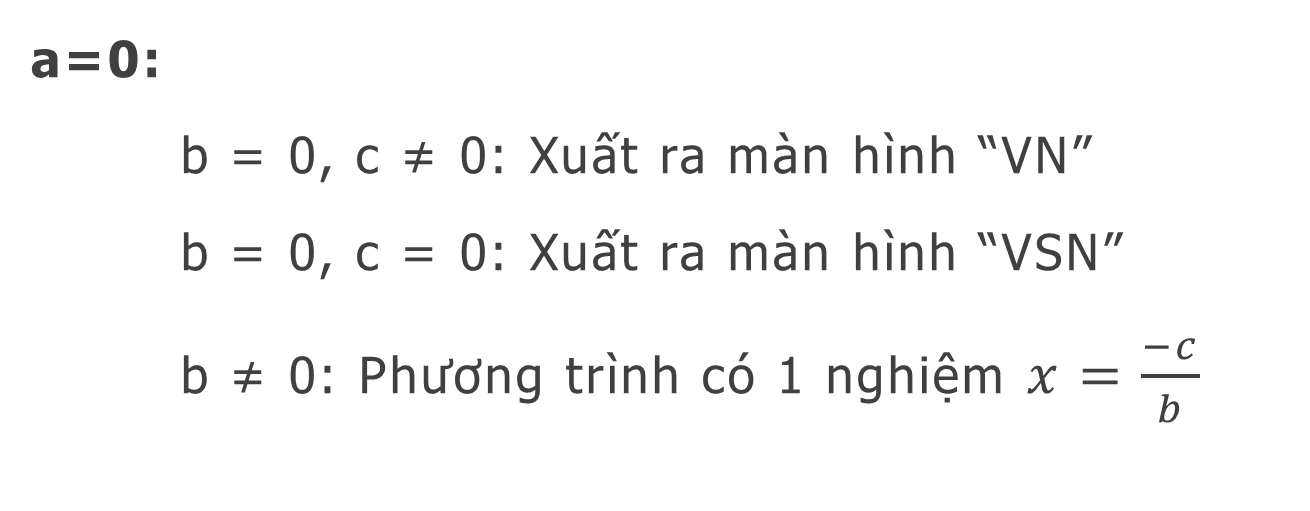 a=0:
b = 0, c ≠ 0: Xuất ra màn hình “VN”
b = 0, c = 0: Xuất ra màn hình “VSN”
b ≠ 0: Phương trình có 1 nghiệm x = −c/b